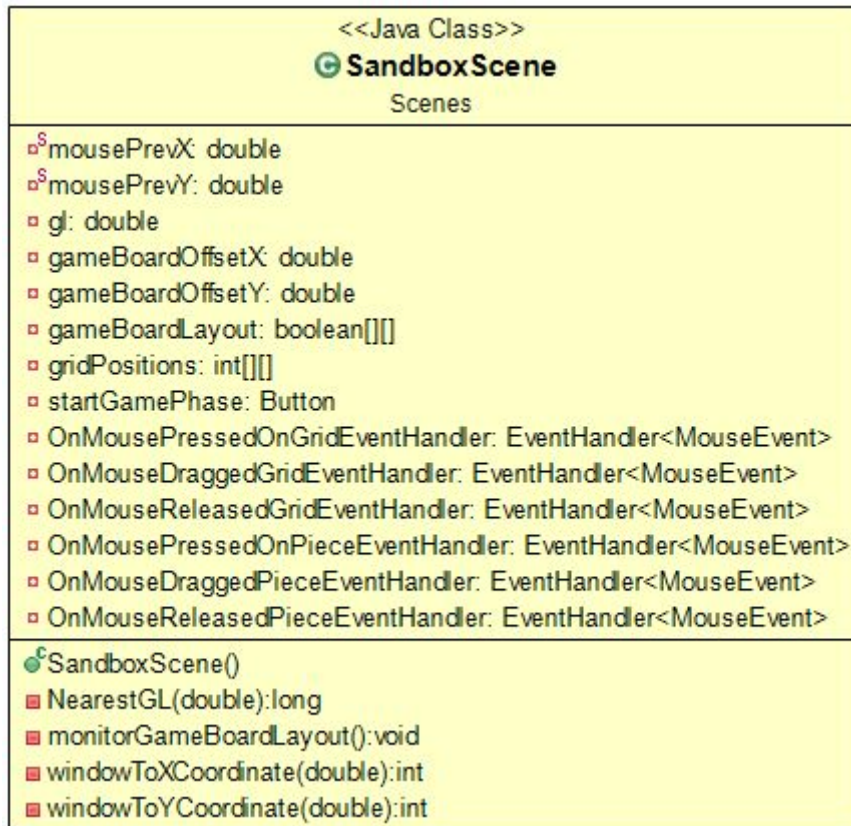 <<Java Class>>
SandboxScene
Scenes
mousePrevX: double
mousePrevY: double
gl: double
gameBoardOffsetX: double
gameBoardOffsetY: double
gameBoardLayout: boolean[][]
gridPositions: int[][]
startGamePhase: Button
OnMousePressedOnGridEventHandler: EventHandler<MouseEvent>
OnMouseDraggedGridEventHandler: EventHandler<MouseEvent>
OnMouseReleasedGridEventHandler: EventHandler<MouseEvent>
OnMousePressedOnPieceEventHandler: EventHandler<MouseEvent>
OnMouseDraggedPieceEventHandler: EventHandler<MouseEvent>
OnMouseReleasedPieceEventHandler: EventHandler<MouseEvent>
SandboxScene()
NearestGL(double):long
monitorGameBoardLayout():void
windowToXCoordinate(double):int
windowToYCoordinate(double):int